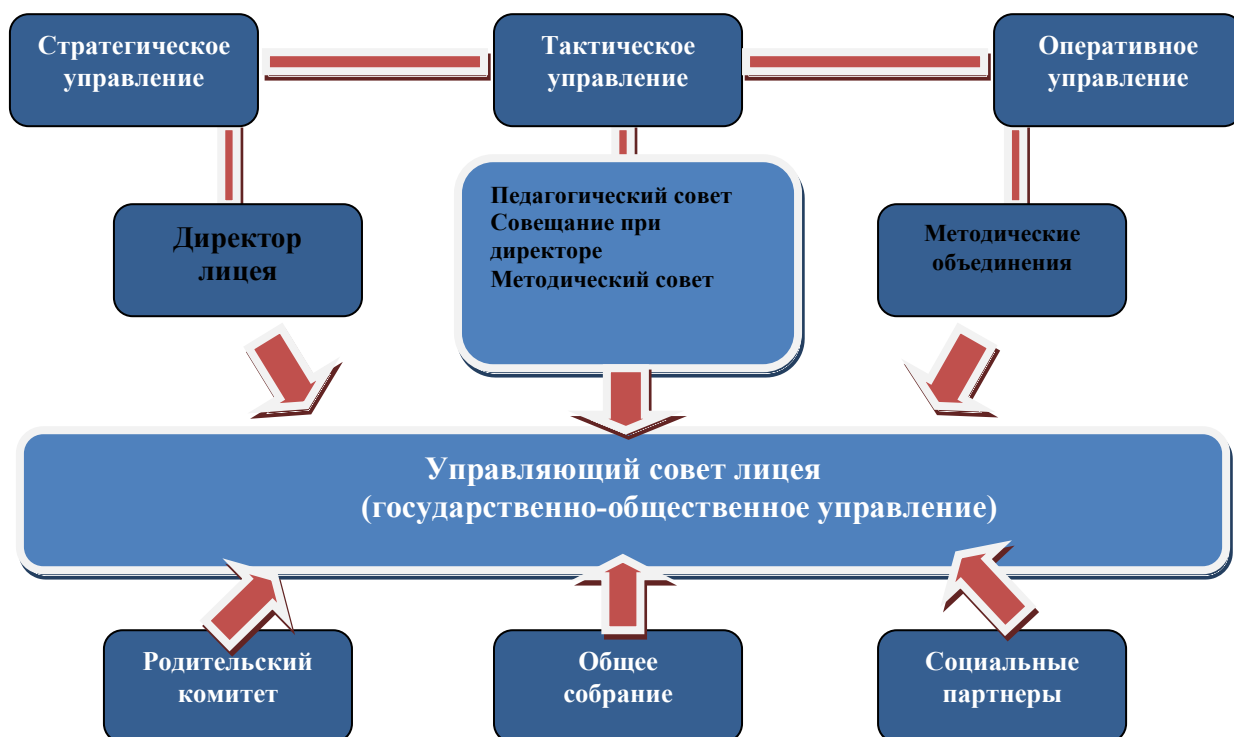 Стратегическое
управление
Тактическое
управление
Оперативное
управление
Директор
лицея
Педагогический совет
Совещание при
директоре
Методический совет
Методические
объединения
Управляющий совет лицея
(государственно-общественное управление)
Родительский
комитет
Общее
собрание
Социальные
партнеры